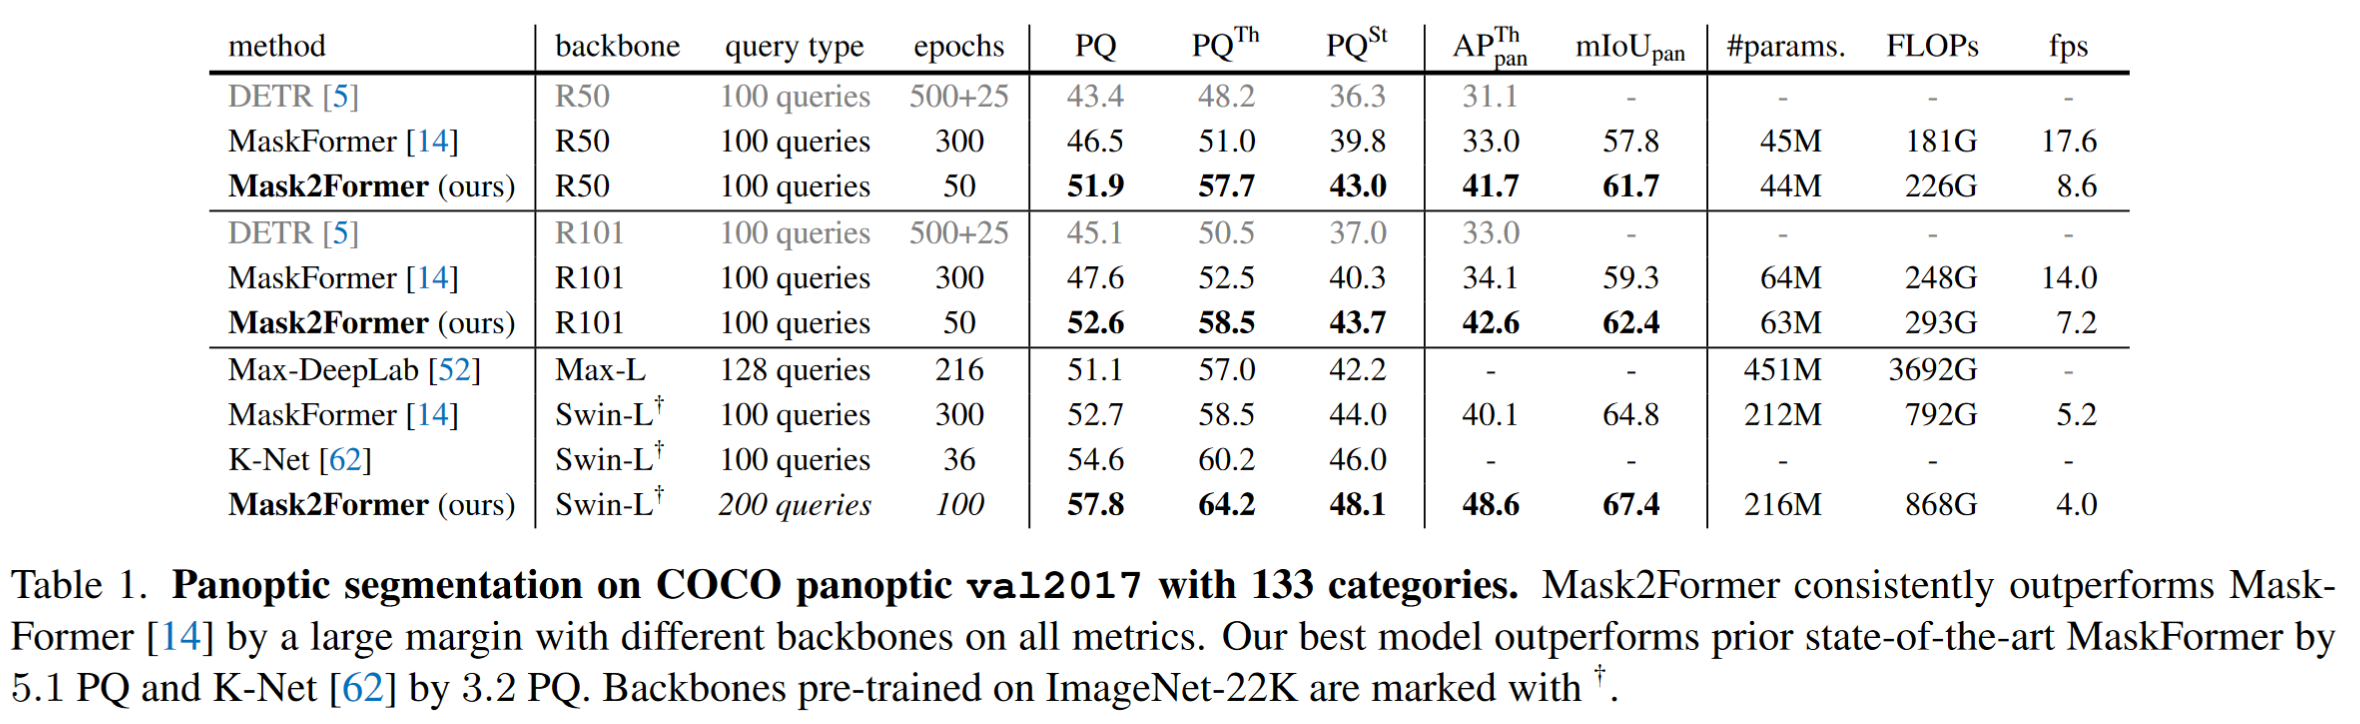 method backbone query type epochs PQ PQ^Th PQ^St AP^Th_pan mIoU_pan #params. FLOPs fps
DETR [5] R50 100 queries 500+25 43.4 48.2 36.3 31.1 - - - -
MaskFormer [14] R50 100 queries 300 46.5 51.0 39.8 33.0 57.8 45M 181G 17.6
Mask2Former (ours) R50 100 queries 50 51.9 57.7 43.0 41.7 61.7 44M 226G 8.6
DETR [5] R101 100 queries 500+25 45.1 50.5 37.0 33.0 - - - -
MaskFormer [14] R101 100 queries 300 47.6 52.5 40.3 34.1 59.3 64M 248G 14.0
Mask2Former (ours) R101 100 queries 50 52.6 58.5 43.7 42.6 62.4 63M 293G 7.2
Max-DeepLab [52] Max-L 128 queries 216 51.1 57.0 42.2 - - 451M 3692G -
MaskFormer [14] Swin-L† 100 queries 300 52.7 58.5 44.0 40.1 64.8 212M 792G 5.2
K-Net [62] Swin-L† 100 queries 36 54.6 60.2 46.0 - - - - -
Mask2Former (ours) Swin-L† 200 queries 100 57.8 64.2 48.1 48.6 67.4 216M 868G 4.0
Table 1. Panoptic segmentation on COCO panoptic val2017 with 133 categories. Mask2Former consistently outperforms Mask-
Former [14] by a large margin with different backbones on all metrics. Our best model outperforms prior state-of-the-art MaskFormer by
5.1 PQ and K-Net [62] by 3.2 PQ. Backbones pre-trained on ImageNet-22K are marked with †.